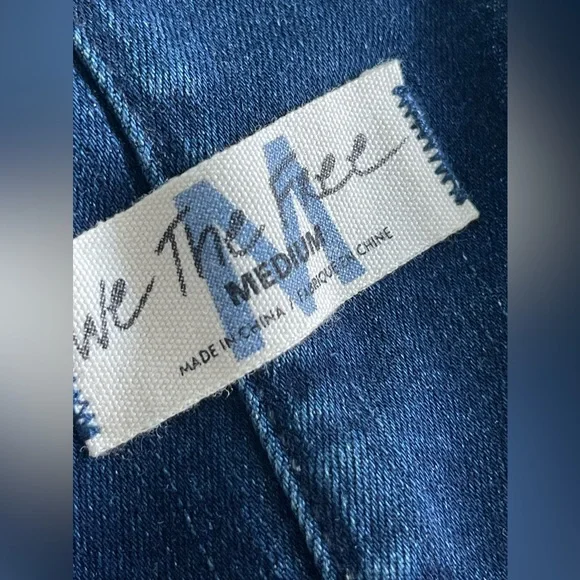 We The Free
M
MEDIUM
MADE IN CHINA / FABRIQUÉ EN CHINE